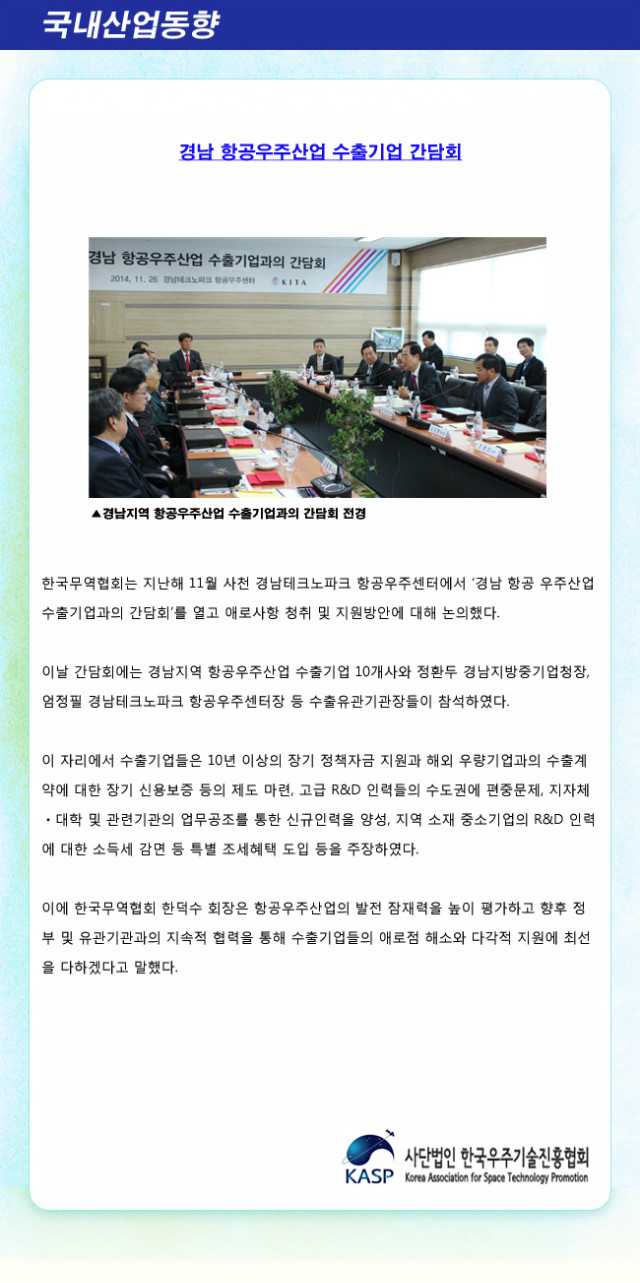 국내산업동향
경남 항공우주산업 수출기업 간담회
경남 항공우주산업 수출기업과의 간담회
2014. 11. 26 경남테크노파크 항공우주센터 KITA
▲경남지역 항공우주산업 수출기업과의 간담회 전경
한국무역협회는 지난해 11월 사천 경남테크노파크 항공우주센터에서 '경남 항공 우주산업
수출기업과의 간담회'를 열고 애로사항 청취 및 지원방안에 대해 논의했다.
이날 간담회에는 경남지역 항공우주산업 수출기업 10개사와 정환두 경남지방중기업청장,
엄정필 경남테크노파크 항공우주센터장 등 수출유관기관장들이 참석하였다.
이 자리에서 수출기업들은 10년 이상의 장기 정책자금 지원과 해외 우량기업과의 수출계
약에 대한 장기 신용보증 등의 제도 마련, 고급 R&D 인력들의 수도권에 편중문제, 지자체
・대학 및 관련기관의 업무공조를 통한 신규인력을 양성, 지역 소재 중소기업의 R&D 인력
에 대한 소득세 감면 등 특별 조세혜택 도입 등을 주장하였다.
이에 한국무역협회 한덕수 회장은 항공우주산업의 발전 잠재력을 높이 평가하고 향후 정
부 및 유관기관과의 지속적 협력을 통해 수출기업들의 애로점 해소와 다각적 지원에 최선
을 다하겠다고 말했다.
KASP
사단법인 한국우주기술진흥협회
Korea Association for Space Technology Promotion